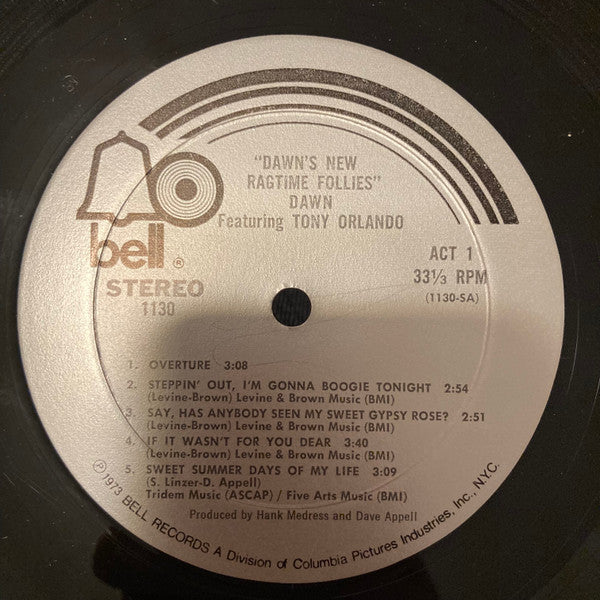 "DAWN'S NEW
RAGTIME FOLLIES"
DAWN
Featuring TONY ORLANDO
bell®
STEREO
1130
ACT 1
33⅓ RPM
(1130-SA)
1. OVERTURE 3:08
2. STEPPIN' OUT, I'M GONNA BOOGIE TONIGHT 2:54
(Levine-Brown) Levine & Brown Music (BMI)
3. SAY, HAS ANYBODY SEEN MY SWEET GYPSY ROSE? 2:51
(Levine-Brown) Levine & Brown Music (BMI)
4. IF IT WASN'T FOR YOU DEAR 3:40
(Levine-Brown) Levine & Brown Music (BMI)
5. SWEET SUMMER DAYS OF MY LIFE 3:09
(S. Linzer-D. Appell)
Tridem Music (ASCAP) / Five Arts Music (BMI)
Produced by Hank Medress and Dave Appell
℗ 1973 BELL RECORDS A Division of Columbia Pictures Industries, Inc., N.Y.C.